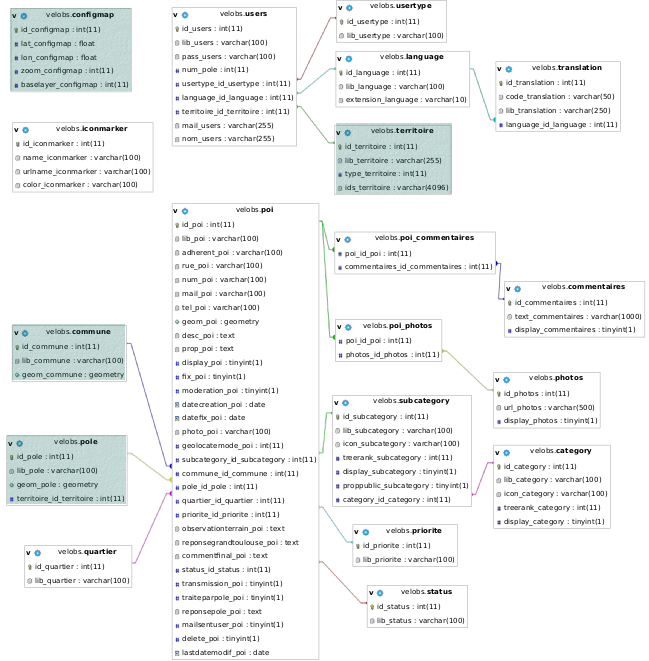 v velobs.configmap
id_configmap : int(11)
lat_configmap : float
lon_configmap : float
zoom_configmap : int(11)
baselayer_configmap : int(11)
v velobs.iconmarker
id_iconmarker : int(11)
name_iconmarker : varchar(100)
urlname_iconmarker : varchar(100)
color_iconmarker : varchar(100)
v velobs.users
id_users : int(11)
lib_users : varchar(100)
pass_users : varchar(100)
num_pole : int(11)
usertype_id_usertype : int(11)
language_id_language : int(11)
territoire_id_territoire : int(11)
mail_users : varchar(255)
nom_users : varchar(255)
v velobs.usertype
id_usertype : int(11)
lib_usertype : varchar(100)
v velobs.language
id_language : int(11)
lib_language : varchar(100)
extension_language : varchar(10)
v velobs.translation
id_translation : int(11)
code_translation : varchar(50)
lib_translation : varchar(250)
language_id_language : int(11)
v velobs.territoire
id_territoire : int(11)
lib_territoire : varchar(255)
type_territoire : int(11)
ids_territoire : varchar(4096)
v velobs.poi
id_poi : int(11)
lib_poi : varchar(100)
adherent_poi : varchar(100)
rue_poi : varchar(100)
num_poi : varchar(100)
mail_poi : varchar(100)
tel_poi : varchar(100)
geom_poi : geometry
desc_poi : text
prop_poi : text
display_poi : tinyint(1)
fix_poi : tinyint(1)
moderation_poi : tinyint(1)
datecreation_poi : date
datefix_poi : date
photo_poi : varchar(100)
geolocatemode_poi : int(11)
subcategory_id_subcategory : int(11)
commune_id_commune : int(11)
pole_id_pole : int(11)
quartier_id_quartier : int(11)
priorite_id_priorite : int(11)
observationterrain_poi : text
reponsegrandtoulouse_poi : text
commentfinal_poi : text
status_id_status : int(11)
transmission_poi : tinyint(1)
traiteparpole_poi : tinyint(1)
reponsepole_poi : text
mailsentuser_poi : tinyint(1)
delete_poi : tinyint(1)
lastdatemodif_poi : date
v velobs.poi_commentaires
poi_id_poi : int(11)
commentaires_id_commentaires : int(11)
v velobs.commentaires
id_commentaires : int(11)
text_commentaires : varchar(1000)
display_commentaires : tinyint(1)
v velobs.commune
id_commune : int(11)
lib_commune : varchar(100)
geom_commune : geometry
v velobs.poi_photos
poi_id_poi : int(11)
photos_id_photos : int(11)
v velobs.photos
id_photos : int(11)
url_photos : varchar(500)
display_photos : tinyint(1)
v velobs.subcategory
id_subcategory : int(11)
lib_subcategory : varchar(100)
icon_subcategory : varchar(100)
treerank_subcategory : int(11)
display_subcategory : tinyint(1)
proppublic_subcategory : tinyint(1)
category_id_category : int(11)
v velobs.category
id_category : int(11)
lib_category : varchar(100)
icon_category : varchar(100)
treerank_category : int(11)
display_category : tinyint(1)
v velobs.pole
id_pole : int(11)
lib_pole : varchar(100)
geom_pole : geometry
territoire_id_territoire : int(11)
v velobs.quartier
id_quartier : int(11)
lib_quartier : varchar(100)
v velobs.priorite
id_priorite : int(11)
lib_priorite : varchar(100)
v velobs.status
id_status : int(11)
lib_status : varchar(100)